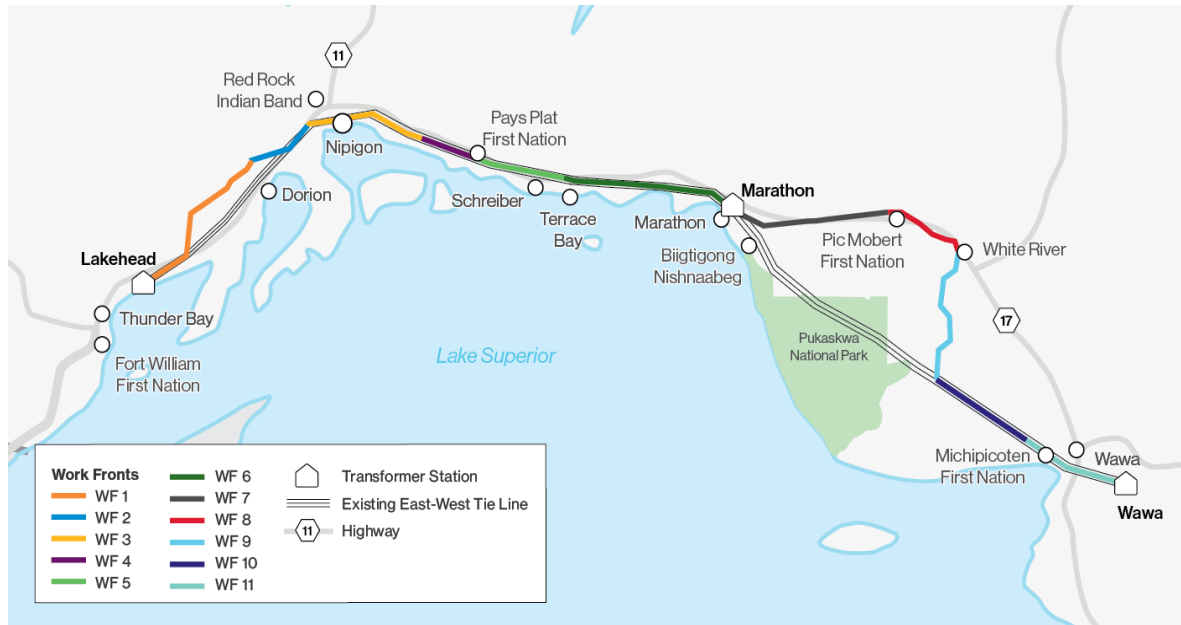 11
Red Rock
Indian Band
Nipigon
Pays Plat
First Nation
Dorion
Schreiber
Terrace
Bay
Marathon
Marathon
Biigtigong
Nishnaabeg
Pic Mobert
First Nation
White River
Lakehead
Thunder Bay
Fort William
First Nation
17
Pukaskwa
National Park
Lake Superior
Michipicoten
First Nation
Wawa
Wawa
Work Fronts
WF 1
WF 2
WF 3
WF 4
WF 5
WF 6
WF 7
WF 8
WF 9
WF 10
WF 11
Transformer Station
Existing East-West Tie Line
11
Highway